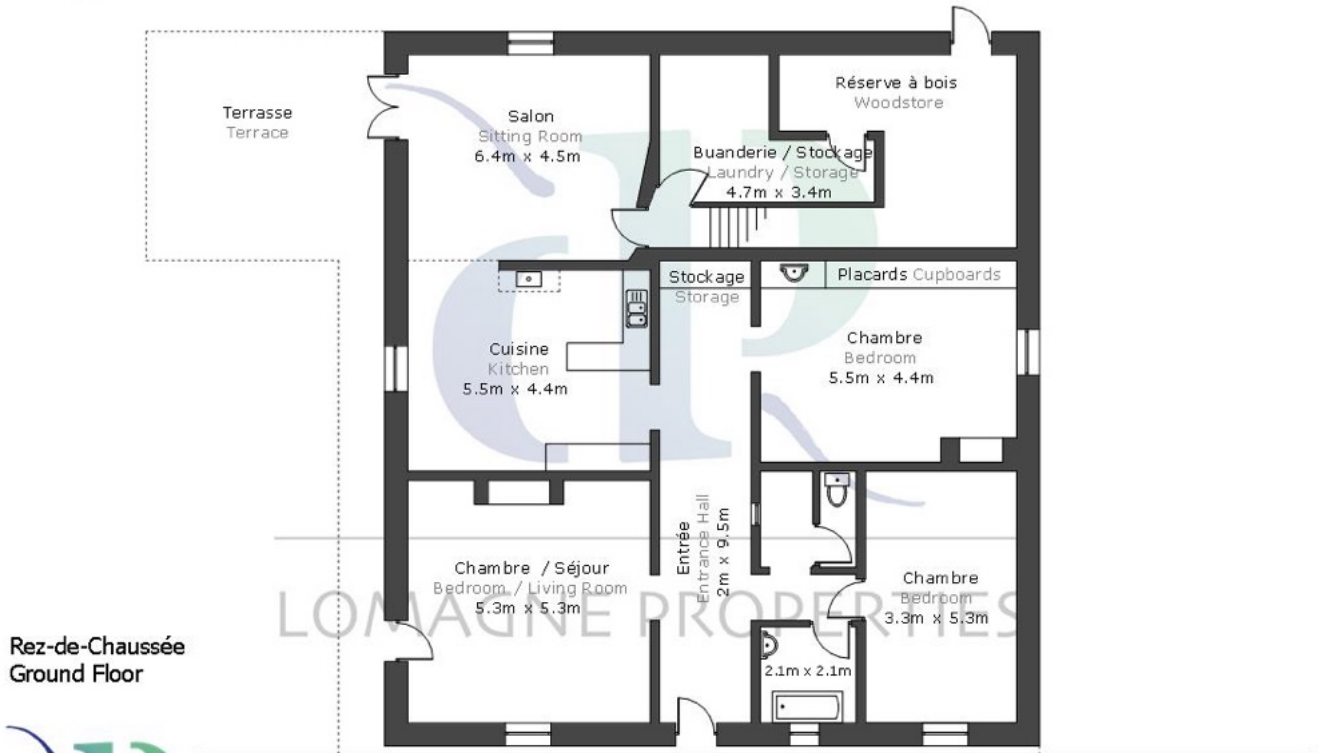 Terrasse
Terrace
Salon
Sitting Room
6.4m x 4.5m
Réserve à bois
Woodstore
Buanderie / Stockage
Laundry / Storage
4.7m x 3.4m
Stockage
Storage
Placards Cupboards
Cuisine
Kitchen
5.5m x 4.4m
Chambre
Bedroom
5.5m x 4.4m
Chambre / Séjour
Bedroom / Living Room
5.3m x 5.3m
Entrée
Entrance Hall
2m x 9.5m
Chambre
Bedroom
3.3m x 5.3m
2.1m x 2.1m
LOMAGNE PROPERTIES
Rez-de-Chaussée
Ground Floor